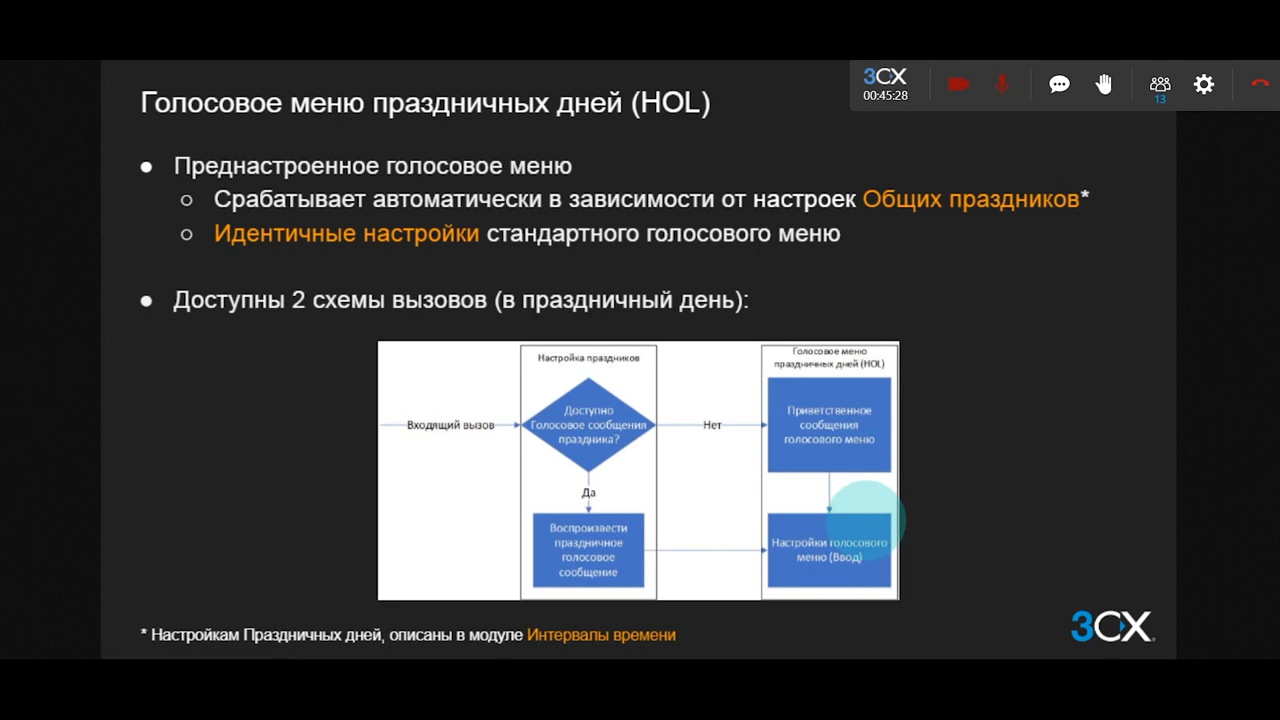 3CX
00:45:28
13
Голосовое меню праздничных дней (HOL)
● Преднастроенное голосовое меню
○ Срабатывает автоматически в зависимости от настроек Общих праздников*
○ Идентичные настройки стандартного голосового меню
● Доступны 2 схемы вызовов (в праздничный день):
Настройка праздников
Голосовое меню
праздничных дней (HOL)
Входящий вызов
Доступно
Голосовое сообщения
праздника?
Нет
Приветственное
сообщения
голосового меню
Да
Воспроизвести
праздничное
голосовое
сообщение
Настройки голосового
меню (Ввод)
* Настройкам Праздничных дней, описаны в модуле Интервалы времени
3CX